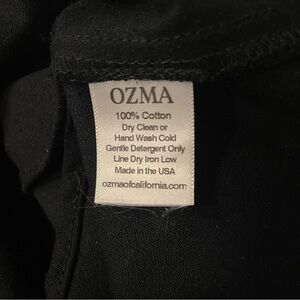 OZMA
100% Cotton
Dry Clean or
Hand Wash Cold
Gentle Detergent Only
Line Dry Iron Low
Made in the USA
ozmaofcalifornia.com